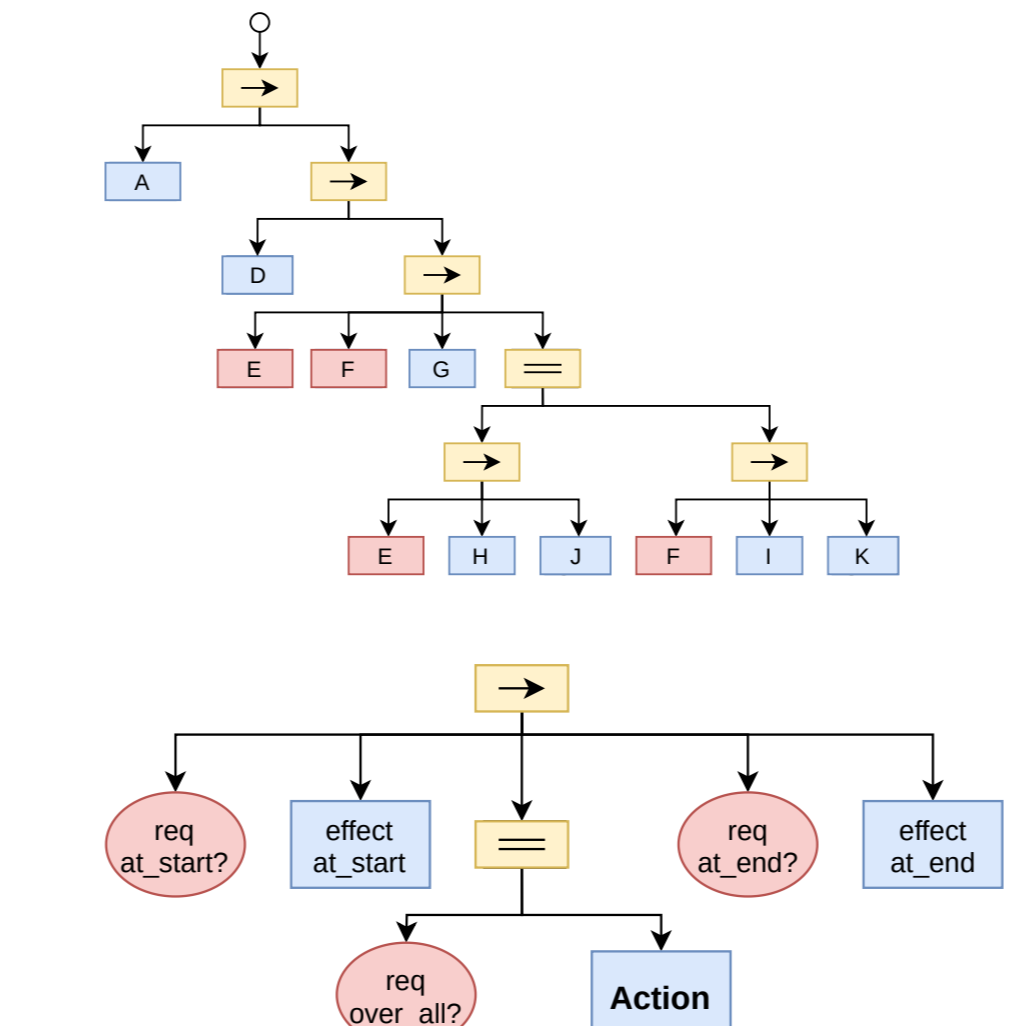 A
D
E
F
G
E
H
J
F
I
K
req
at_start?
effect
at_start
req
at_end?
effect
at_end
req
over_all?
Action